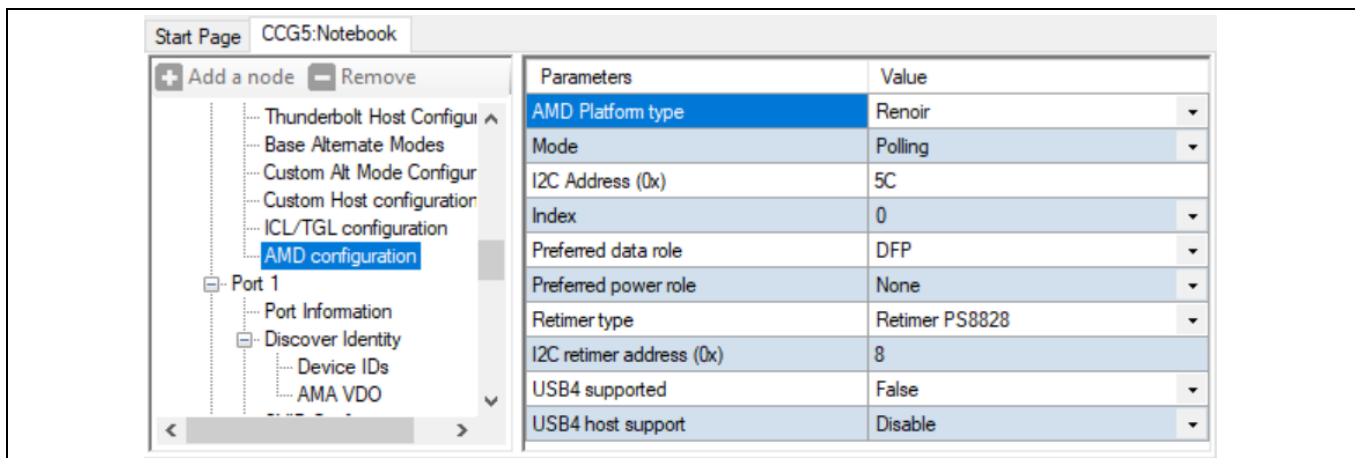 Start Page CCG5:Notebook
Add a node Remove
Thunderbolt Host Configur
Base Alternate Modes
Custom Alt Mode Configur
Custom Host configuration
ICL/TGL configuration
AMD configuration
Port 1
Port Information
Discover Identity
Device IDs
AMA VDO
Parameters Value
AMD Platform type Renoir
Mode Polling
I2C Address (0x) 5C
Index 0
Preferred data role DFP
Preferred power role None
Retimer type Retimer PS8828
I2C retimer address (0x) 8
USB4 supported False
USB4 host support Disable